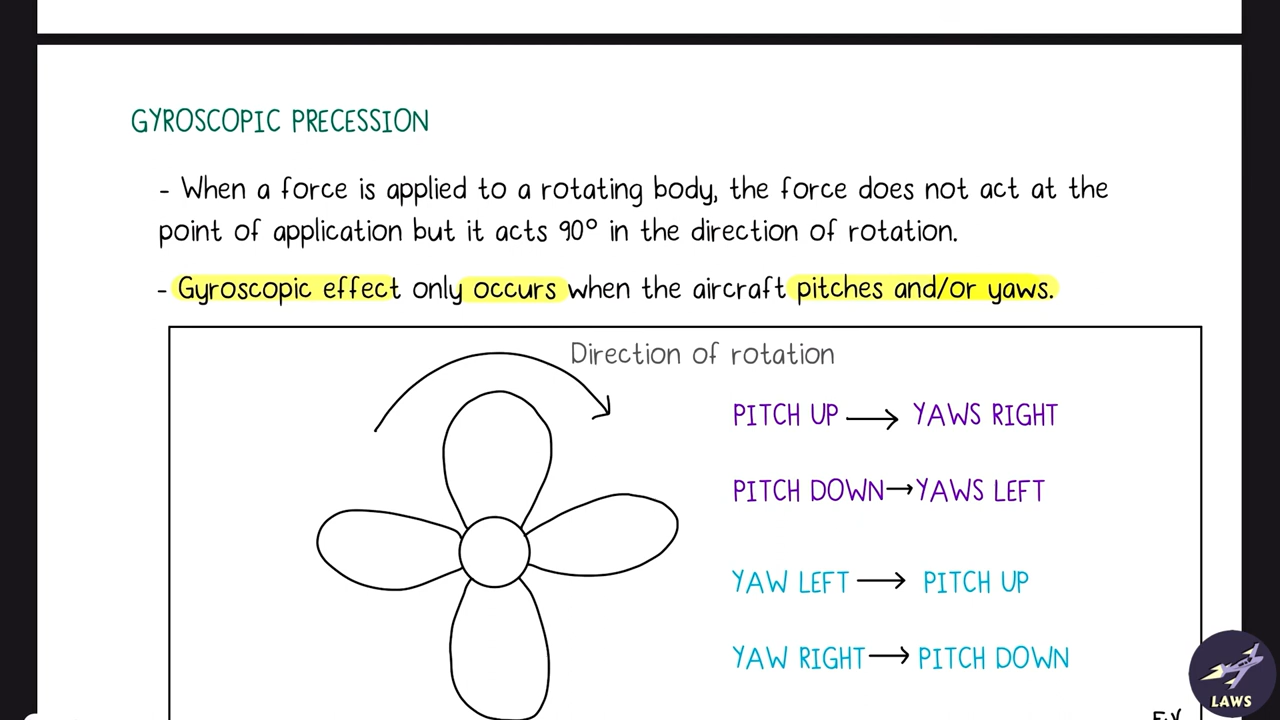 GYROSCOPIC PRECESSION
- When a force is applied to a rotating body, the force does not act at the
point of application but it acts 90° in the direction of rotation.
- Gyroscopic effect only occurs when the aircraft pitches and/or yaws.
Direction of rotation
PITCH UP → YAWS RIGHT
PITCH DOWN → YAWS LEFT
YAW LEFT → PITCH UP
YAW RIGHT → PITCH DOWN
LAWS